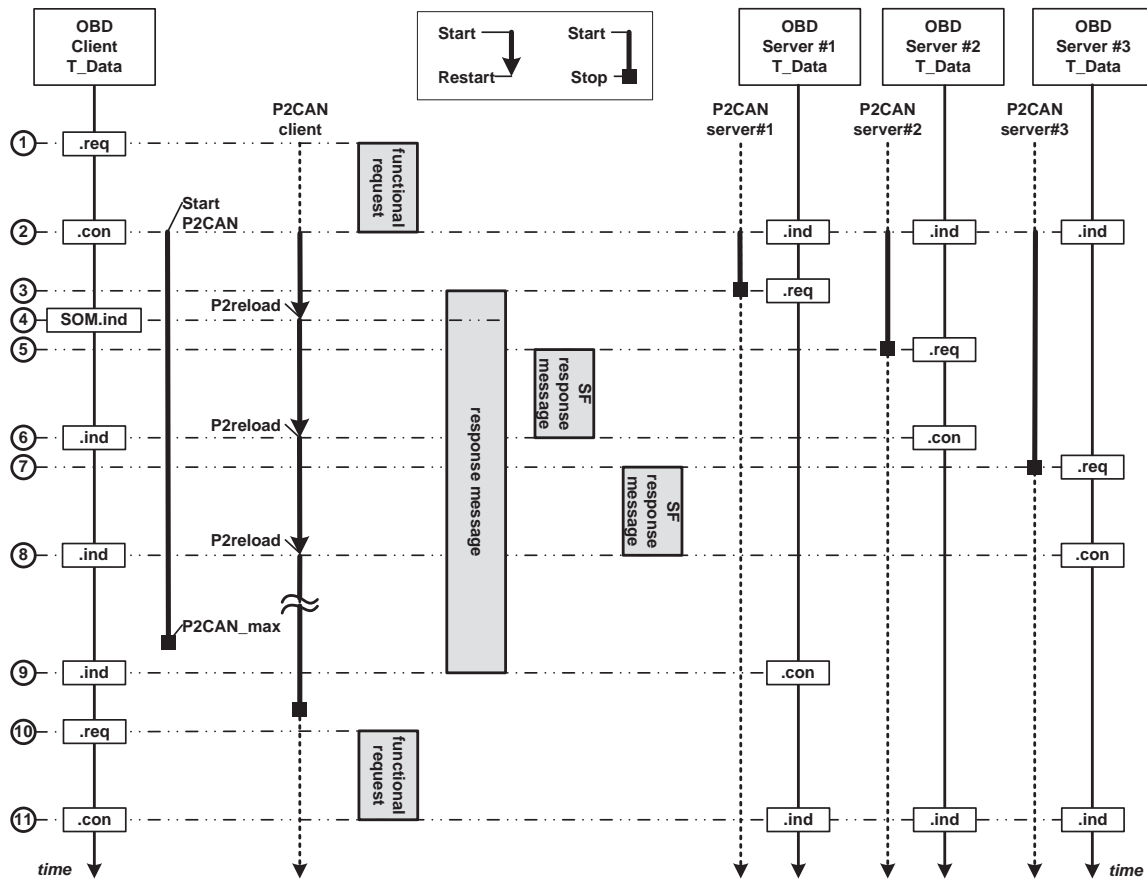 OBD
Client
T_Data
Start
Restart
Start
Stop
OBD
Server #1
T_Data
OBD
Server #2
T_Data
OBD
Server #3
T_Data
P2CAN
client
P2CAN
server#1
P2CAN
server#2
P2CAN
server#3
1
.req
functional
request
Start
P2CAN
2
.con
.ind
.ind
.ind
3
.req
P2reload
4
SOM.ind
5
.req
SF
response
message
response message
P2reload
6
.ind
.con
7
.req
SF
response
message
P2reload
8
.ind
.con
P2CAN_max
9
.ind
.con
10
.req
functional
request
11
.con
.ind
.ind
.ind
time
time